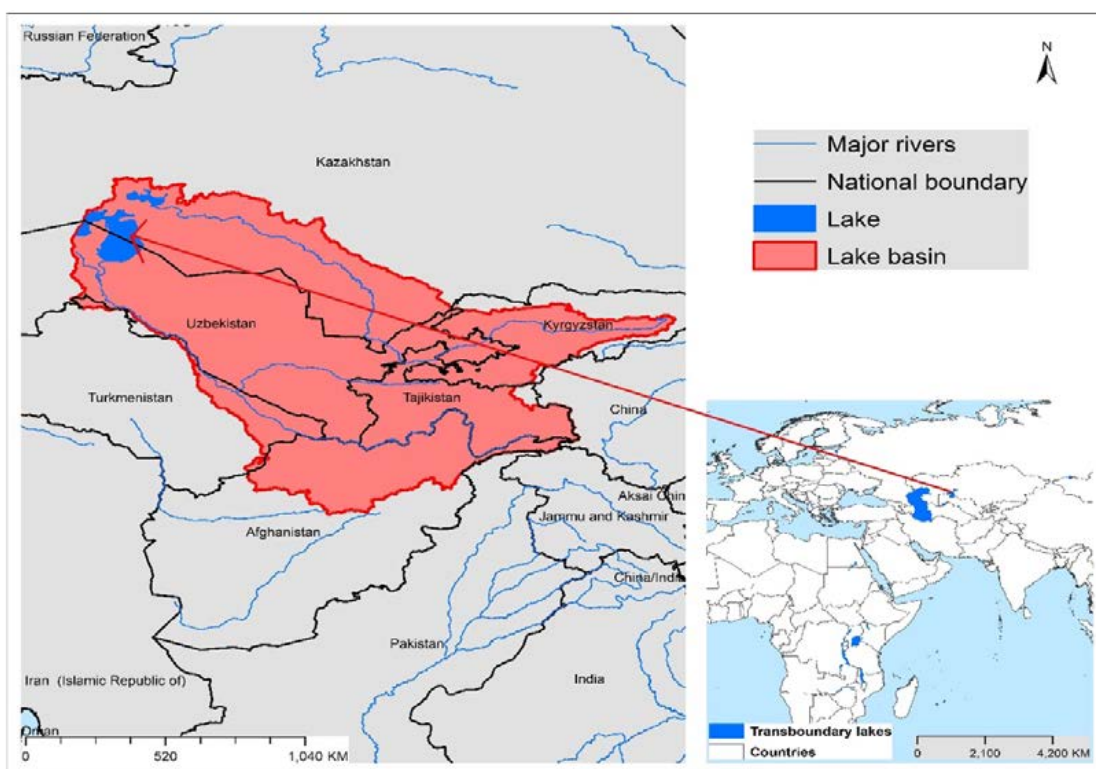 Russian Federation
Kazakhstan
Uzbekistan
Kyrgyzstan
Turkmenistan
Tajikistan
China
Aksai Chin
Jammu and Kashmir
Afghanistan
China/India
Pakistan
Iran (Islamic Republic of)
India
Oman
0 520 1,040 KM
N
Major rivers
National boundary
Lake
Lake basin
Transboundary lakes
Countries
0 2,100 4,200 KM